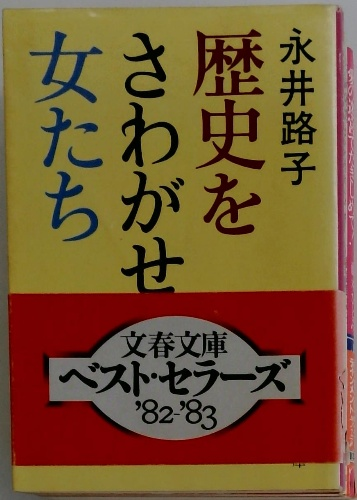 永井路子
歴史を
さわがせ
女たち
文春文庫
ベスト・セラーズ
'82-'83